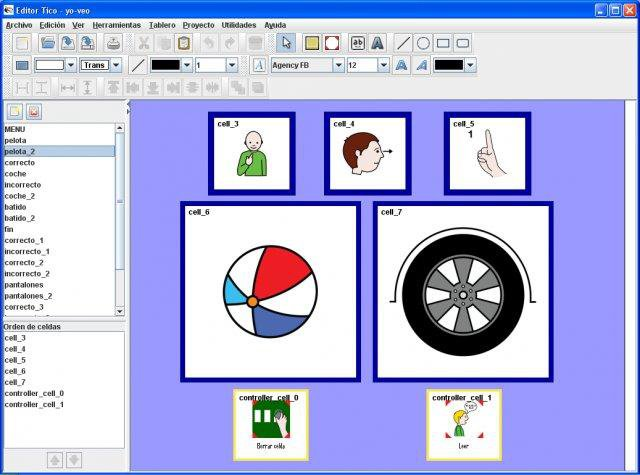 Editor Tico - yo-veo
Archivo Edición Ver Herramientas Tablero Proyecto Utilidades Ayuda
ab A
Trans 1 A Agency FB 12 A A
MENU
pelota
pelota_2
correcto
coche
incorrecto
coche_2
batido
batido_2
fin
correcto_1
incorrecto_1
correcto_2
incorrecto_2
pantalones
pantalones_2
correcto_3
Orden de celdas
cell_3
cell_4
cell_5
cell_6
cell_7
controller_cell_0
controller_cell_1
cell_3
cell_4
cell_5
1
cell_6
cell_7
controller_cell_0
Borrar celda
controller_cell_1
Leer